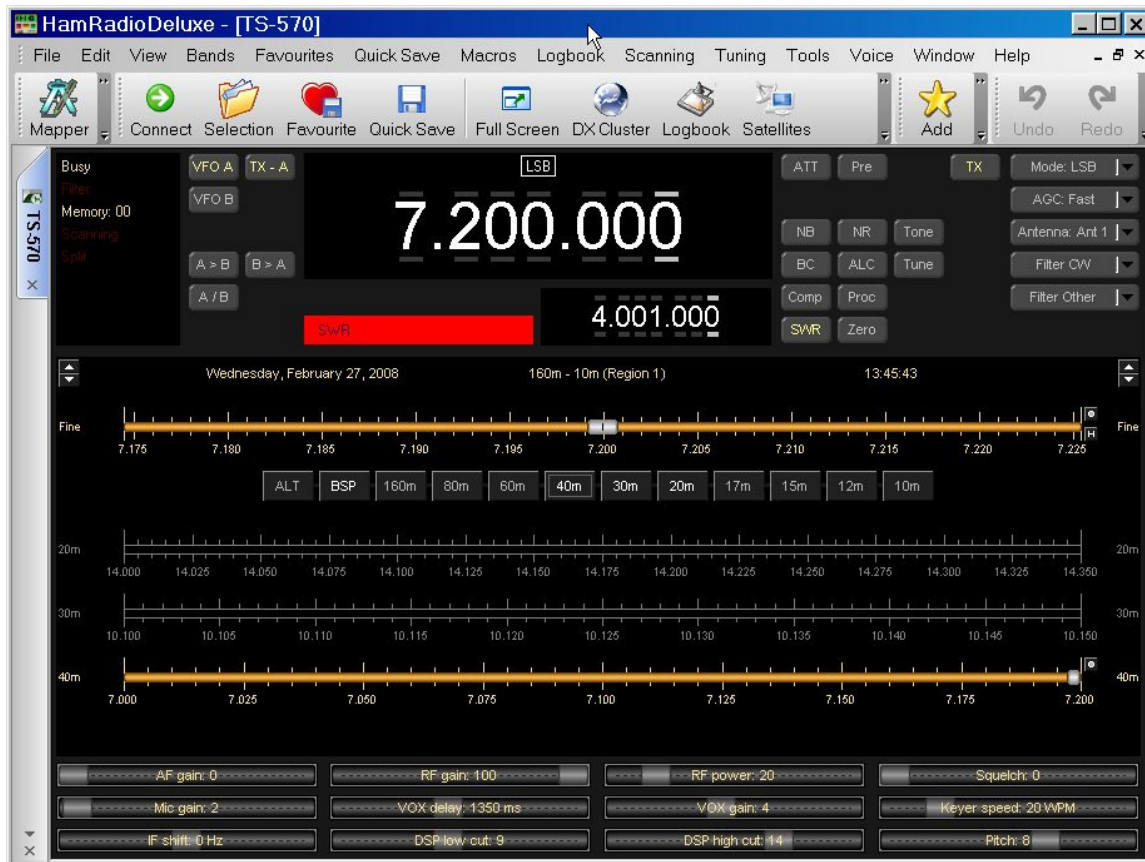 HamRadioDeluxe - [TS-570]
File Edit View Bands Favourites Quick Save Macros Logbook Scanning Tuning Tools Voice Window Help
Mapper Connect Selection Favourite Quick Save Full Screen DX Cluster Logbook Satellites Add Undo Redo
TS-570
Busy VFO A TX - A LSB ATT Pre TX Mode: LSB
Filter
Memory: 00 VFO B 7.200.000 AGC: Fast
Scanning NB NR Tone Antenna: Ant 1
Split A > B B > A BC ALC Tune Filter CW
A / B 4.001.000 Comp Proc Filter Other
SWR SWR Zero
Wednesday, February 27, 2008 160m - 10m (Region 1) 13:45:43
Fine H Fine
7.175 7.180 7.185 7.190 7.195 7.200 7.205 7.210 7.215 7.220 7.225
ALT BSP 160m 80m 60m 40m 30m 20m 17m 15m 12m 10m
20m 20m
14.000 14.025 14.050 14.075 14.100 14.125 14.150 14.175 14.200 14.225 14.250 14.275 14.300 14.325 14.350
30m 30m
10.100 10.105 10.110 10.115 10.120 10.125 10.130 10.135 10.140 10.145 10.150
40m 40m
7.000 7.025 7.050 7.075 7.100 7.125 7.150 7.175 7.200
AF gain: 0 RF gain: 100 RF power: 20 Squelch: 0
Mic gain: 2 VOX delay: 1350 ms VOX gain: 4 Keyer speed: 20 WPM
IF shift: 0 Hz DSP low cut: 9 DSP high cut: 14 Pitch: 8